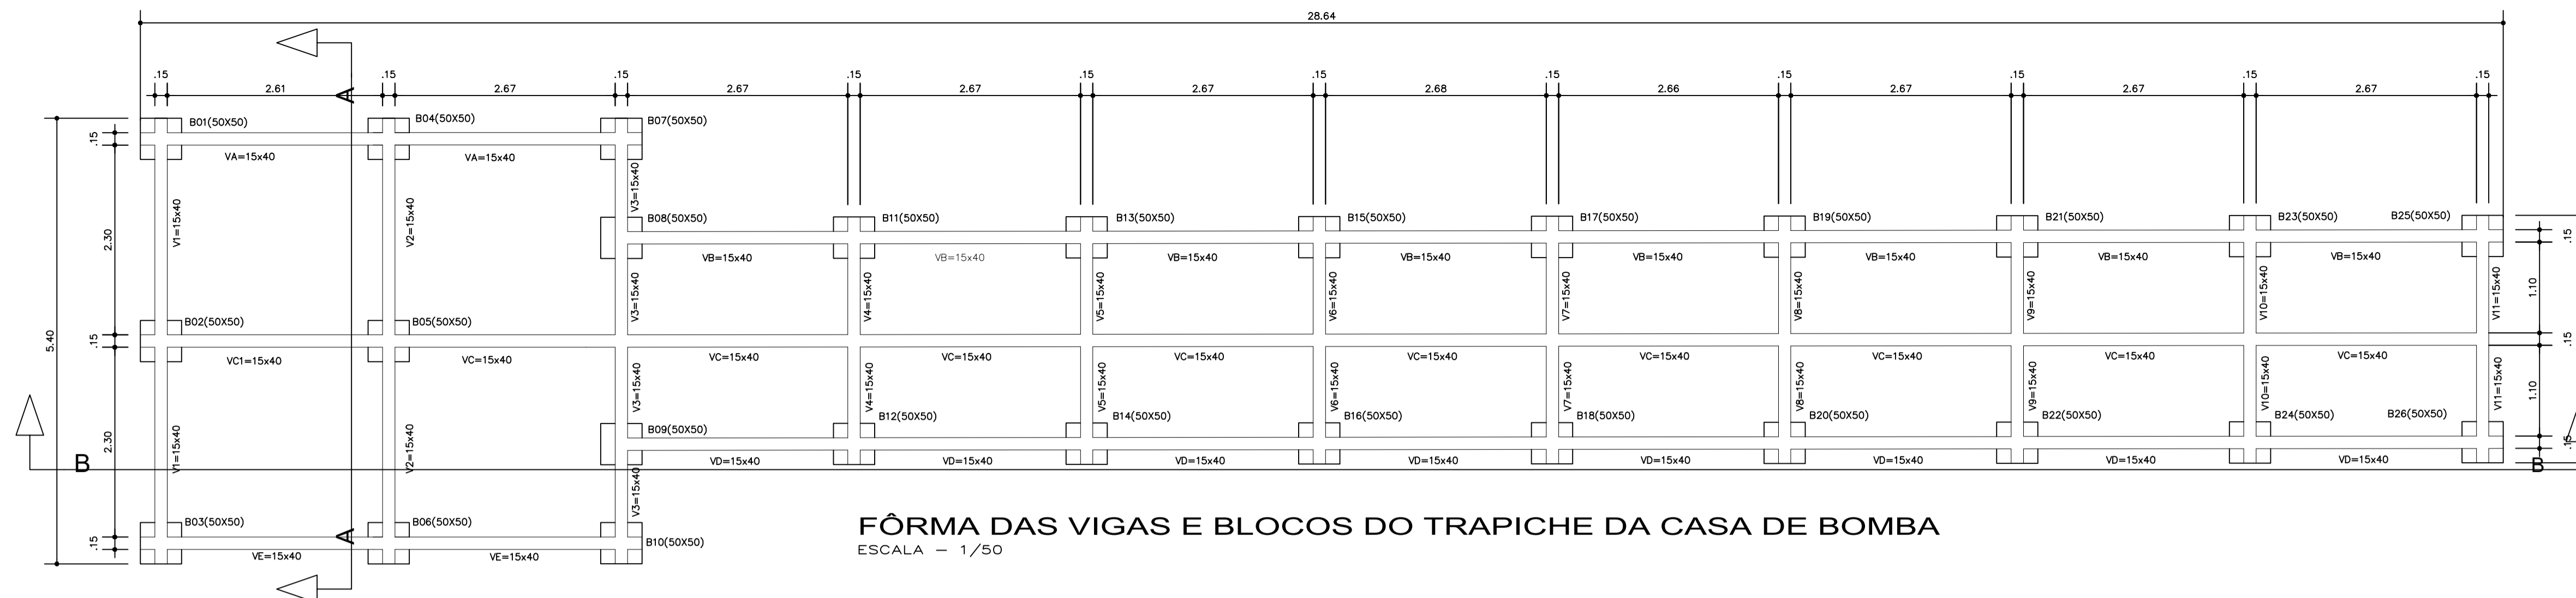 28.64
.15 .15 .15 .15 .15 .15 .15 .15 .15 .15 .15
2.61 A 2.67 2.67 2.67 2.67 2.68 2.66 2.67 2.67 2.67
B01(50X50) B04(50X50) B07(50X50)
.15
VA=15x40 VA=15x40
V3=15x40
V1=15x40 V2=15x40
B08(50X50) B11(50X50) B13(50X50) B15(50X50) B17(50X50) B19(50X50) B21(50X50) B23(50X50) B25(50X50)
2.30
.15
VB=15x40 VB=15x40 VB=15x40 VB=15x40 VB=15x40 VB=15x40 VB=15x40 VB=15x40
V3=15x40 V4=15x40 V5=15x40 V6=15x40 V7=15x40 V8=15x40 V9=15x40 V10=15x40 V11=15x40
1.10
B02(50X50) B05(50X50)
5.40
.15 .15
VC1=15x40 VC=15x40 VC=15x40 VC=15x40 VC=15x40 VC=15x40 VC=15x40 VC=15x40 VC=15x40 VC=15x40
V3=15x40 V4=15x40 V5=15x40 V6=15x40 V7=15x40 V8=15x40 V9=15x40 V10=15x40 V11=15x40
1.10
B09(50X50) B12(50X50) B14(50X50) B16(50X50) B18(50X50) B20(50X50) B22(50X50) B24(50X50) B26(50X50)
2.30
.15
V1=15x40 V2=15x40
B VD=15x40 VD=15x40 VD=15x40 VD=15x40 VD=15x40 VD=15x40 VD=15x40 VD=15x40 B
V3=15x40
B03(50X50) B06(50X50)
.15 A B10(50X50)
VE=15x40 VE=15x40
FÔRMA DAS VIGAS E BLOCOS DO TRAPICHE DA CASA DE BOMBA
ESCALA – 1/50